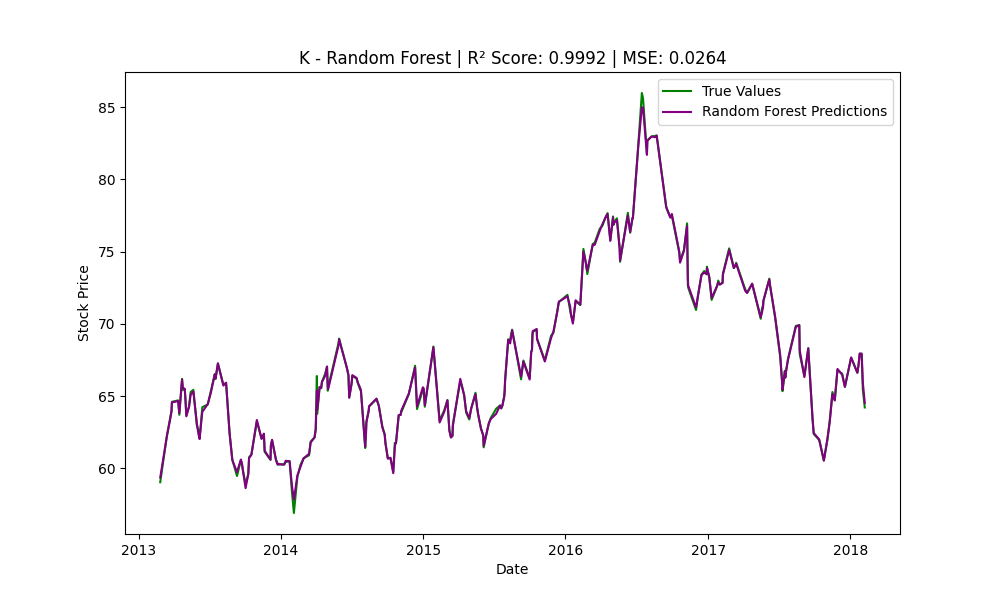 K - Random Forest | R² Score: 0.9992 | MSE: 0.0264
True Values
Random Forest Predictions
Stock Price
85
80
75
70
65
60
2013 2014 2015 2016 2017 2018
Date